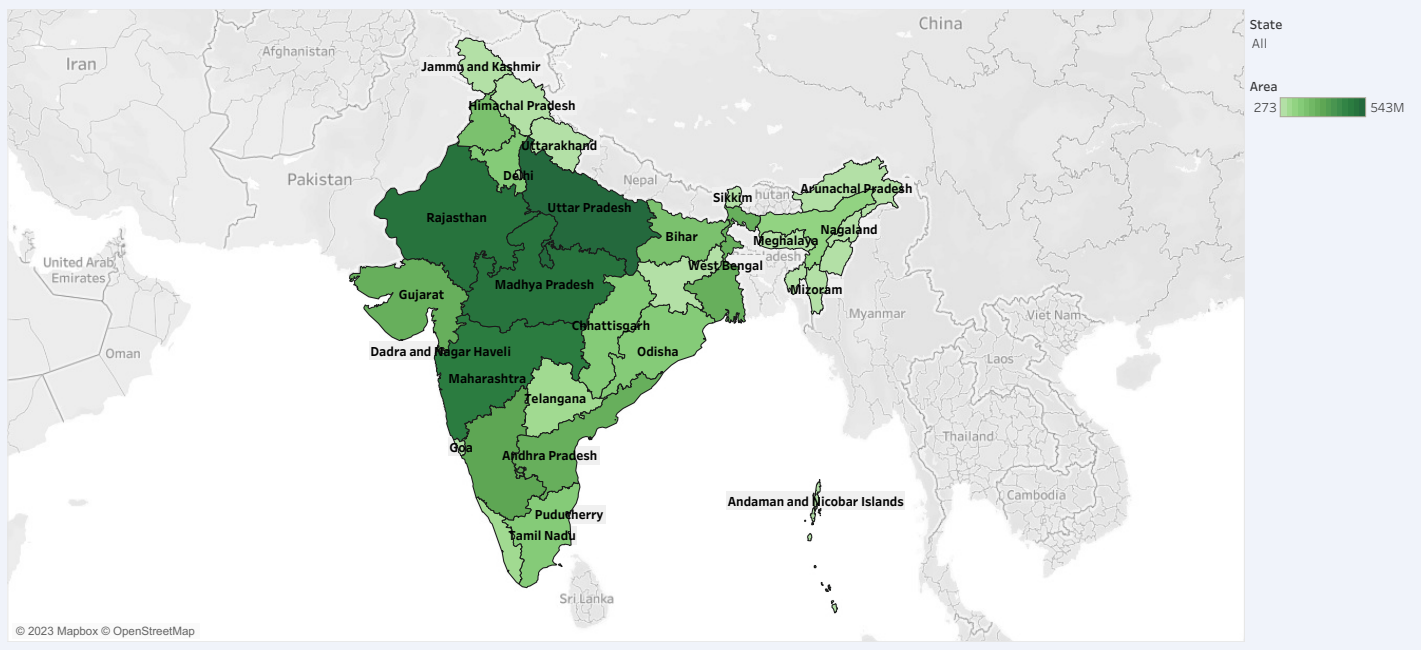 China
State
All
Afghanistan
Iran
Jammu and Kashmir
Area
273
543M
Himachal Pradesh
Uttarakhand
Pakistan
Delhi
Nepal
Arunachal Pradesh
Sikkim
hutan
Rajasthan
Uttar Pradesh
Bihar
Nagaland
Meghalaya
adesh
United Arab
Emirates
West Bengal
Madhya Pradesh
Mizoram
Gujarat
Myanmar
Viet Nam
Chhattisgarh
Oman
Dadra and Nagar Haveli
Odisha
Laos
Maharashtra
Telangana
Thailand
Goa
Andhra Pradesh
Cambodia
Andaman and Nicobar Islands
Puducherry
Tamil Nadu
Sri Lanka
© 2023 Mapbox © OpenStreetMap